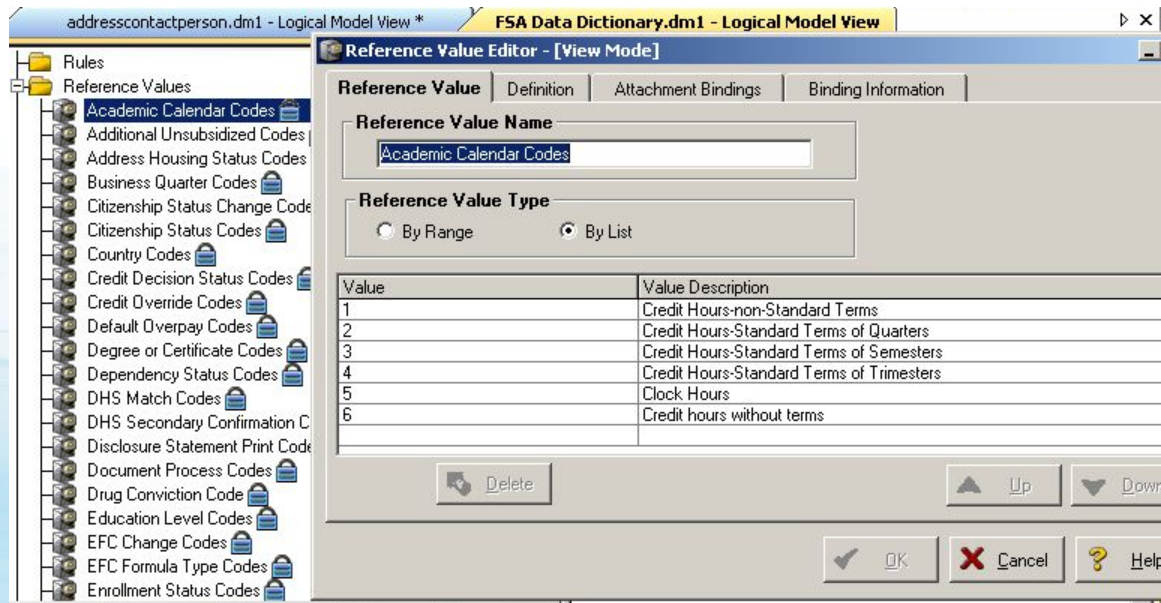 addresscontactperson.dm1 - Logical Model View *
FSA Data Dictionary.dm1 - Logical Model View
Rules
Reference Values
Academic Calendar Codes
Additional Unsubsidized Codes
Address Housing Status Codes
Business Quarter Codes
Citizenship Status Change Code
Citizenship Status Codes
Country Codes
Credit Decision Status Codes
Credit Override Codes
Default Overpay Codes
Degree or Certificate Codes
Dependency Status Codes
DHS Match Codes
DHS Secondary Confirmation C
Disclosure Statement Print Code
Document Process Codes
Drug Conviction Code
Education Level Codes
EFC Change Codes
EFC Formula Type Codes
Enrollment Status Codes
Reference Value Editor - [View Mode]
Reference Value Definition Attachment Bindings Binding Information
Reference Value Name
Academic Calendar Codes
Reference Value Type
By Range By List
Value Value Description
1 Credit Hours-non-Standard Terms
2 Credit Hours-Standard Terms of Quarters
3 Credit Hours-Standard Terms of Semesters
4 Credit Hours-Standard Terms of Trimesters
5 Clock Hours
6 Credit hours without terms
Delete Up Down
OK Cancel Help